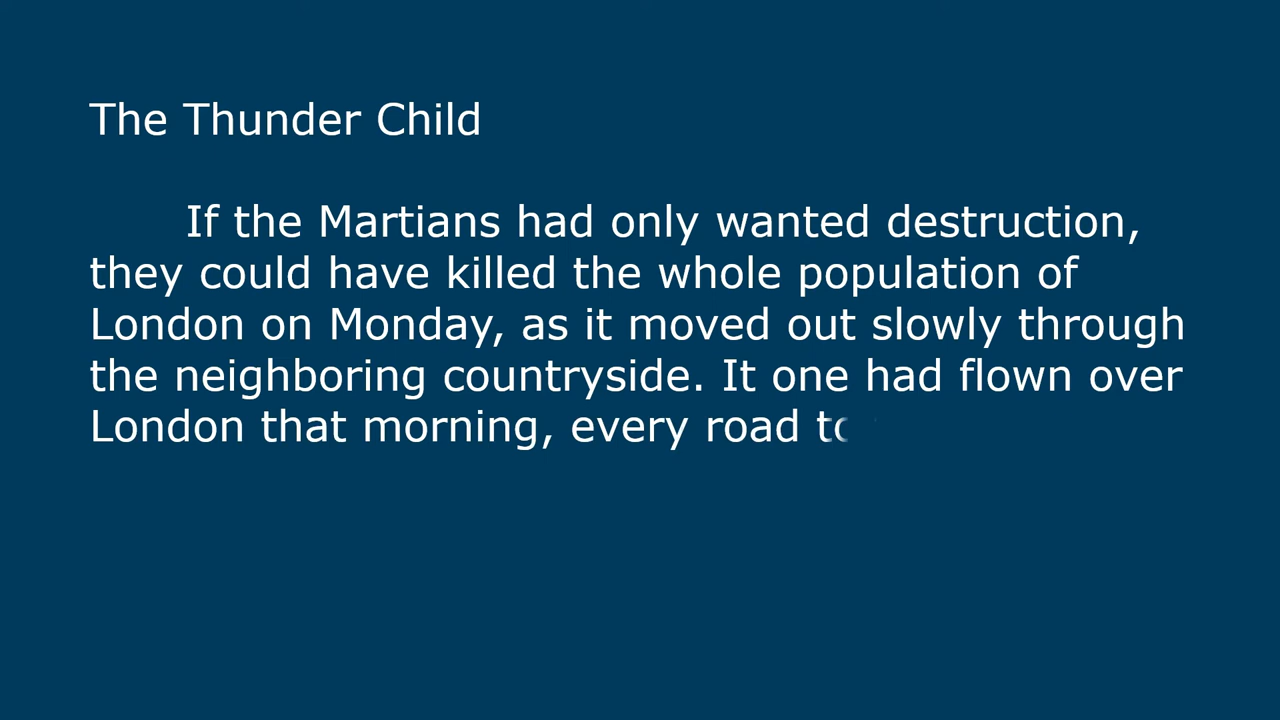 The Thunder Child
If the Martians had only wanted destruction,
they could have killed the whole population of
London on Monday, as it moved out slowly through
the neighboring countryside. It one had flown over
London that morning, every road to